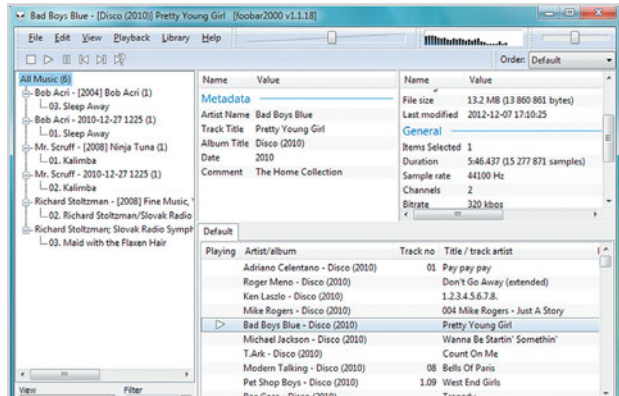 Bad Boys Blue - [Disco (2010)] Pretty Young Girl [foobar2000 v1.1.18]
File Edit View Playback Library Help
Order: Default
All Music (6)
Bob Acri - [2004] Bob Acri (1)
03. Sleep Away
Bob Acri - 2010-12-27 1225 (1)
01. Sleep Away
Mr. Scruff - [2008] Ninja Tuna (1)
01. Kalimba
Mr. Scruff - 2010-12-27 1225 (1)
02. Kalimba
Richard Stoltzman - [2008] Fine Music,
02. Richard Stoltzman/Slovak Radio
Richard Stoltzman; Slovak Radio Symph
03. Maid with the Flaxen Hair
View Filter
Name Value
Metadata
Artist Name Bad Boys Blue
Track Title Pretty Young Girl
Album Title Disco (2010)
Date 2010
Comment The Home Collection
Name Value
File size 13.2 MB (13 860 861 bytes)
Last modified 2012-12-07 17:10:25
General
Items Selected 1
Duration 5:46.437 (15 277 871 samples)
Sample rate 44100 Hz
Channels 2
Bitrate 320 kbps
Default
Playing Artist/album Track no Title / track artist
Adriano Celentano - Disco (2010) 01 Pay pay pay
Roger Meno - Disco (2010) Don't Go Away (extended)
Ken Laszlo - Disco (2010) 1.2.3.4.5.6.7.8.
Mike Rogers - Disco (2010) 004 Mike Rogers - Just A Story
Bad Boys Blue - Disco (2010) Pretty Young Girl
Michael Jackson - Disco (2010) Wanna Be Startin' Somethin'
T.Ark - Disco (2010) Count On Me
Modern Talking - Disco (2010) 08 Bells Of Paris
Pet Shop Boys - Disco (2010) 1.09 West End Girls